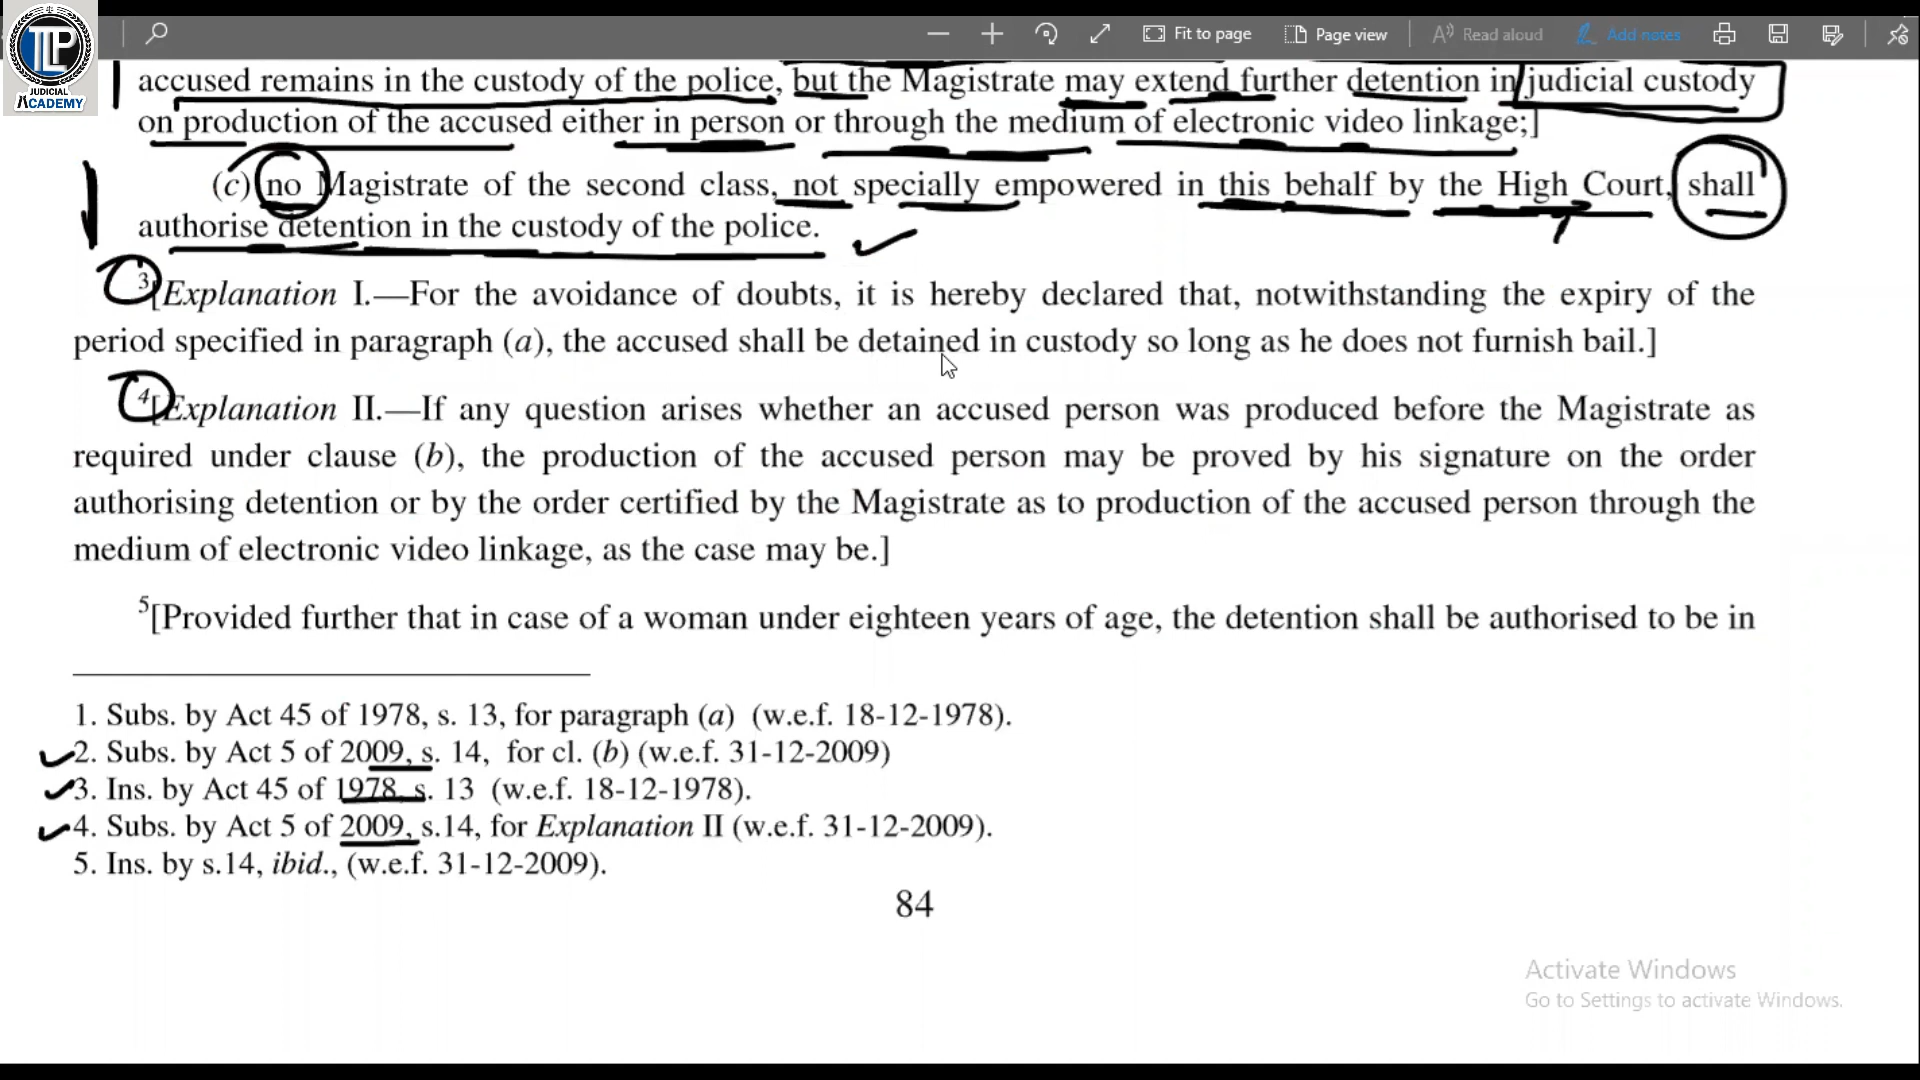 TLP
JUDICIAL
ACADEMY
Fit to page
Page view
Read aloud
Add notes
accused remains in the custody of the police, but the Magistrate may extend further detention in judicial custody
on production of the accused either in person or through the medium of electronic video linkage;]
(c) no Magistrate of the second class, not specially empowered in this behalf by the High Court, shall
authorise detention in the custody of the police.
3[Explanation I.—For the avoidance of doubts, it is hereby declared that, notwithstanding the expiry of the
period specified in paragraph (a), the accused shall be detained in custody so long as he does not furnish bail.]
4[Explanation II.—If any question arises whether an accused person was produced before the Magistrate as
required under clause (b), the production of the accused person may be proved by his signature on the order
authorising detention or by the order certified by the Magistrate as to production of the accused person through the
medium of electronic video linkage, as the case may be.]
5[Provided further that in case of a woman under eighteen years of age, the detention shall be authorised to be in
1. Subs. by Act 45 of 1978, s. 13, for paragraph (a) (w.e.f. 18-12-1978).
2. Subs. by Act 5 of 2009, s. 14, for cl. (b) (w.e.f. 31-12-2009)
3. Ins. by Act 45 of 1978, s. 13 (w.e.f. 18-12-1978).
4. Subs. by Act 5 of 2009, s.14, for Explanation II (w.e.f. 31-12-2009).
5. Ins. by s.14, ibid., (w.e.f. 31-12-2009).
84
Activate Windows
Go to Settings to activate Windows.